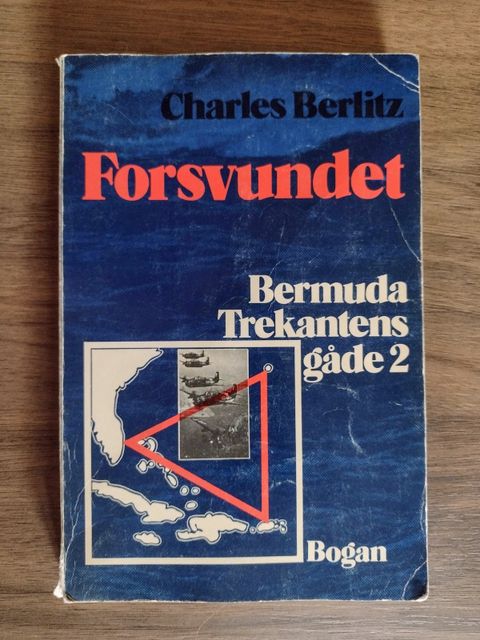 Charles Berlitz
Forsvundet
Bermuda
Trekantens
gåde 2
Bogan